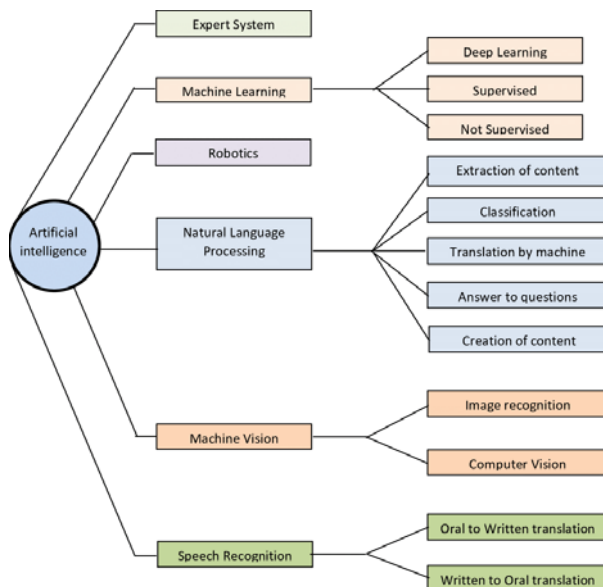 Expert System
Machine Learning
Deep Learning
Supervised
Not Supervised
Robotics
Artificial
intelligence
Natural Language
Processing
Extraction of content
Classification
Translation by machine
Answer to questions
Creation of content
Machine Vision
Image recognition
Computer Vision
Speech Recognition
Oral to Written translation
Written to Oral translation